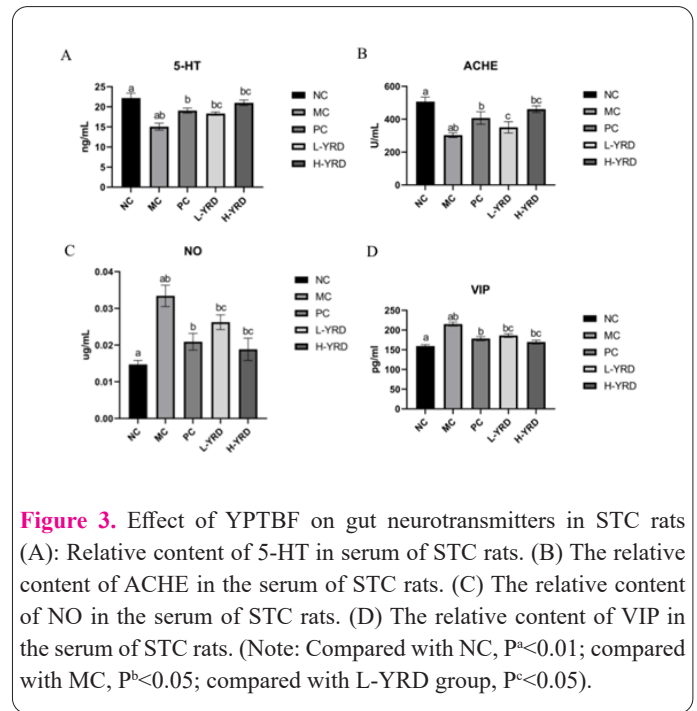 A
5-HT
a
ab
b
bc
bc
25
20
15
10
5
0
ng/mL
NC
MC
PC
L-YRD
H-YRD
NC
MC
PC
L-YRD
H-YRD
B
ACHE
a
ab
b
c
bc
600
400
200
0
U/mL
NC
MC
PC
L-YRD
H-YRD
NC
MC
PC
L-YRD
H-YRD
C
NO
a
ab
b
bc
bc
0.04
0.03
0.02
0.01
0.00
ug/mL
NC
MC
PC
L-YRD
H-YRD
NC
MC
PC
L-YRD
H-YRD
D
VIP
a
ab
b
bc
bc
250
200
150
100
50
0
pg/ml
NC
MC
PC
L-YRD
H-YRD
NC
MC
PC
L-YRD
H-YRD
Figure 3. Effect of YPTBF on gut neurotransmitters in STC rats
(A): Relative content of 5-HT in serum of STC rats. (B) The relative
content of ACHE in the serum of STC rats. (C) The relative content
of NO in the serum of STC rats. (D) The relative content of VIP in
the serum of STC rats. (Note: Compared with NC, Pᵃ<0.01; compared
with MC, Pᵇ<0.05; compared with L-YRD group, Pᶜ<0.05).